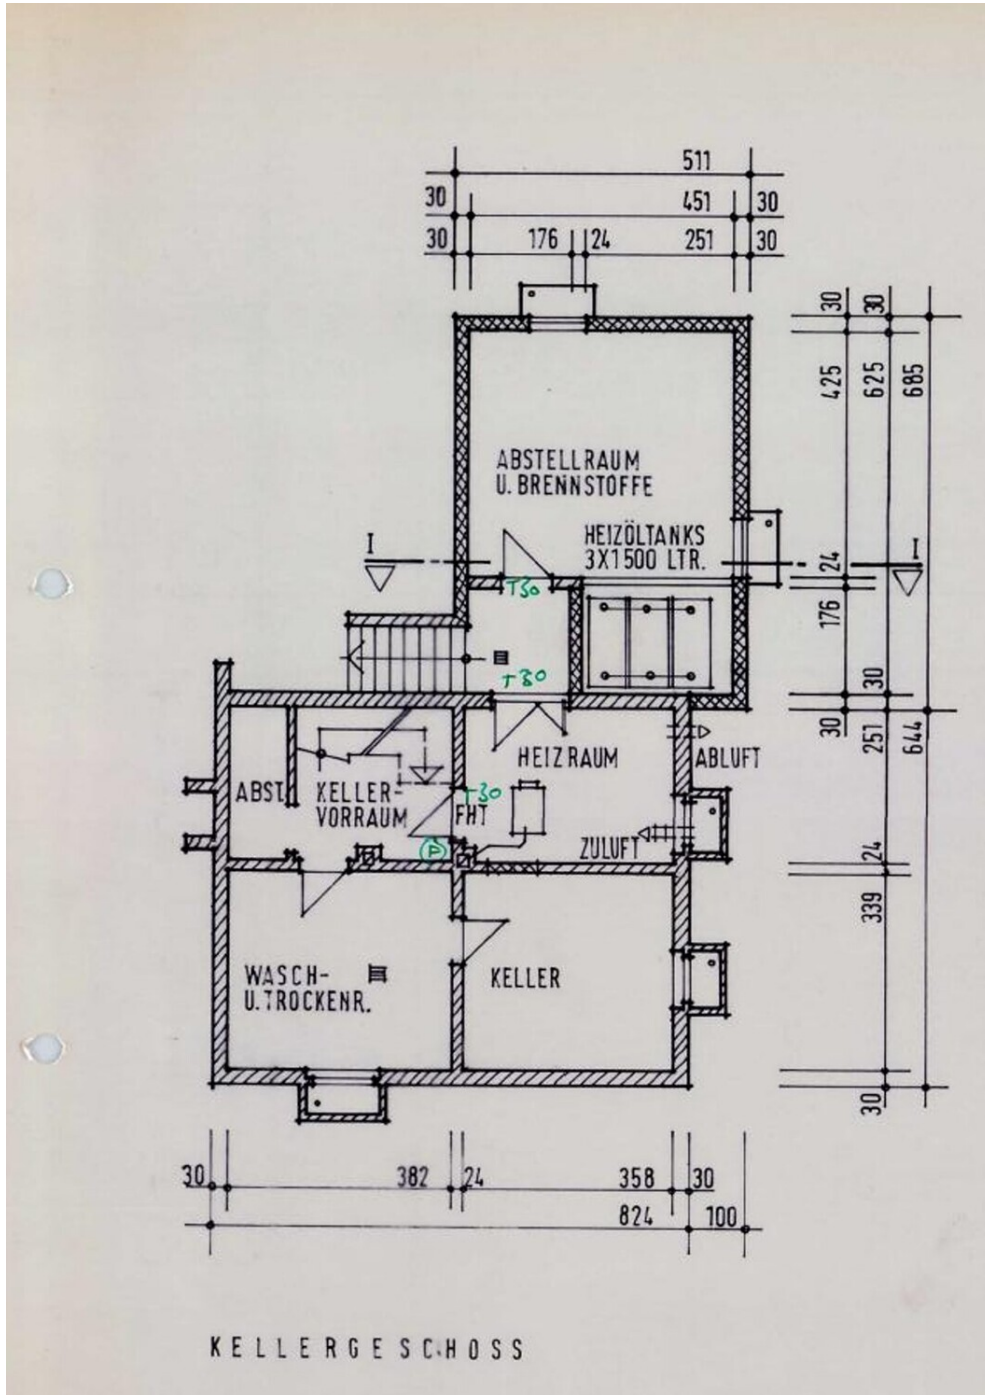 511
30 451 30
30 176 24 251 30
30 30
425 625 685
ABSTELLRAUM
U. BRENNSTOFFE
HEIZÖLTANKS
3X1500 LTR.
I I
24
T30
176
T30
30
30 251 644
HEIZRAUM
ABLUFT
ABST. KELLER-
VORRAUM
T30
FHT
P
ZULUFT
24
339
WASCH-
U. TROCKENR.
KELLER
30
30 382 24 358 30
824 100
KELLERGESCHOSS